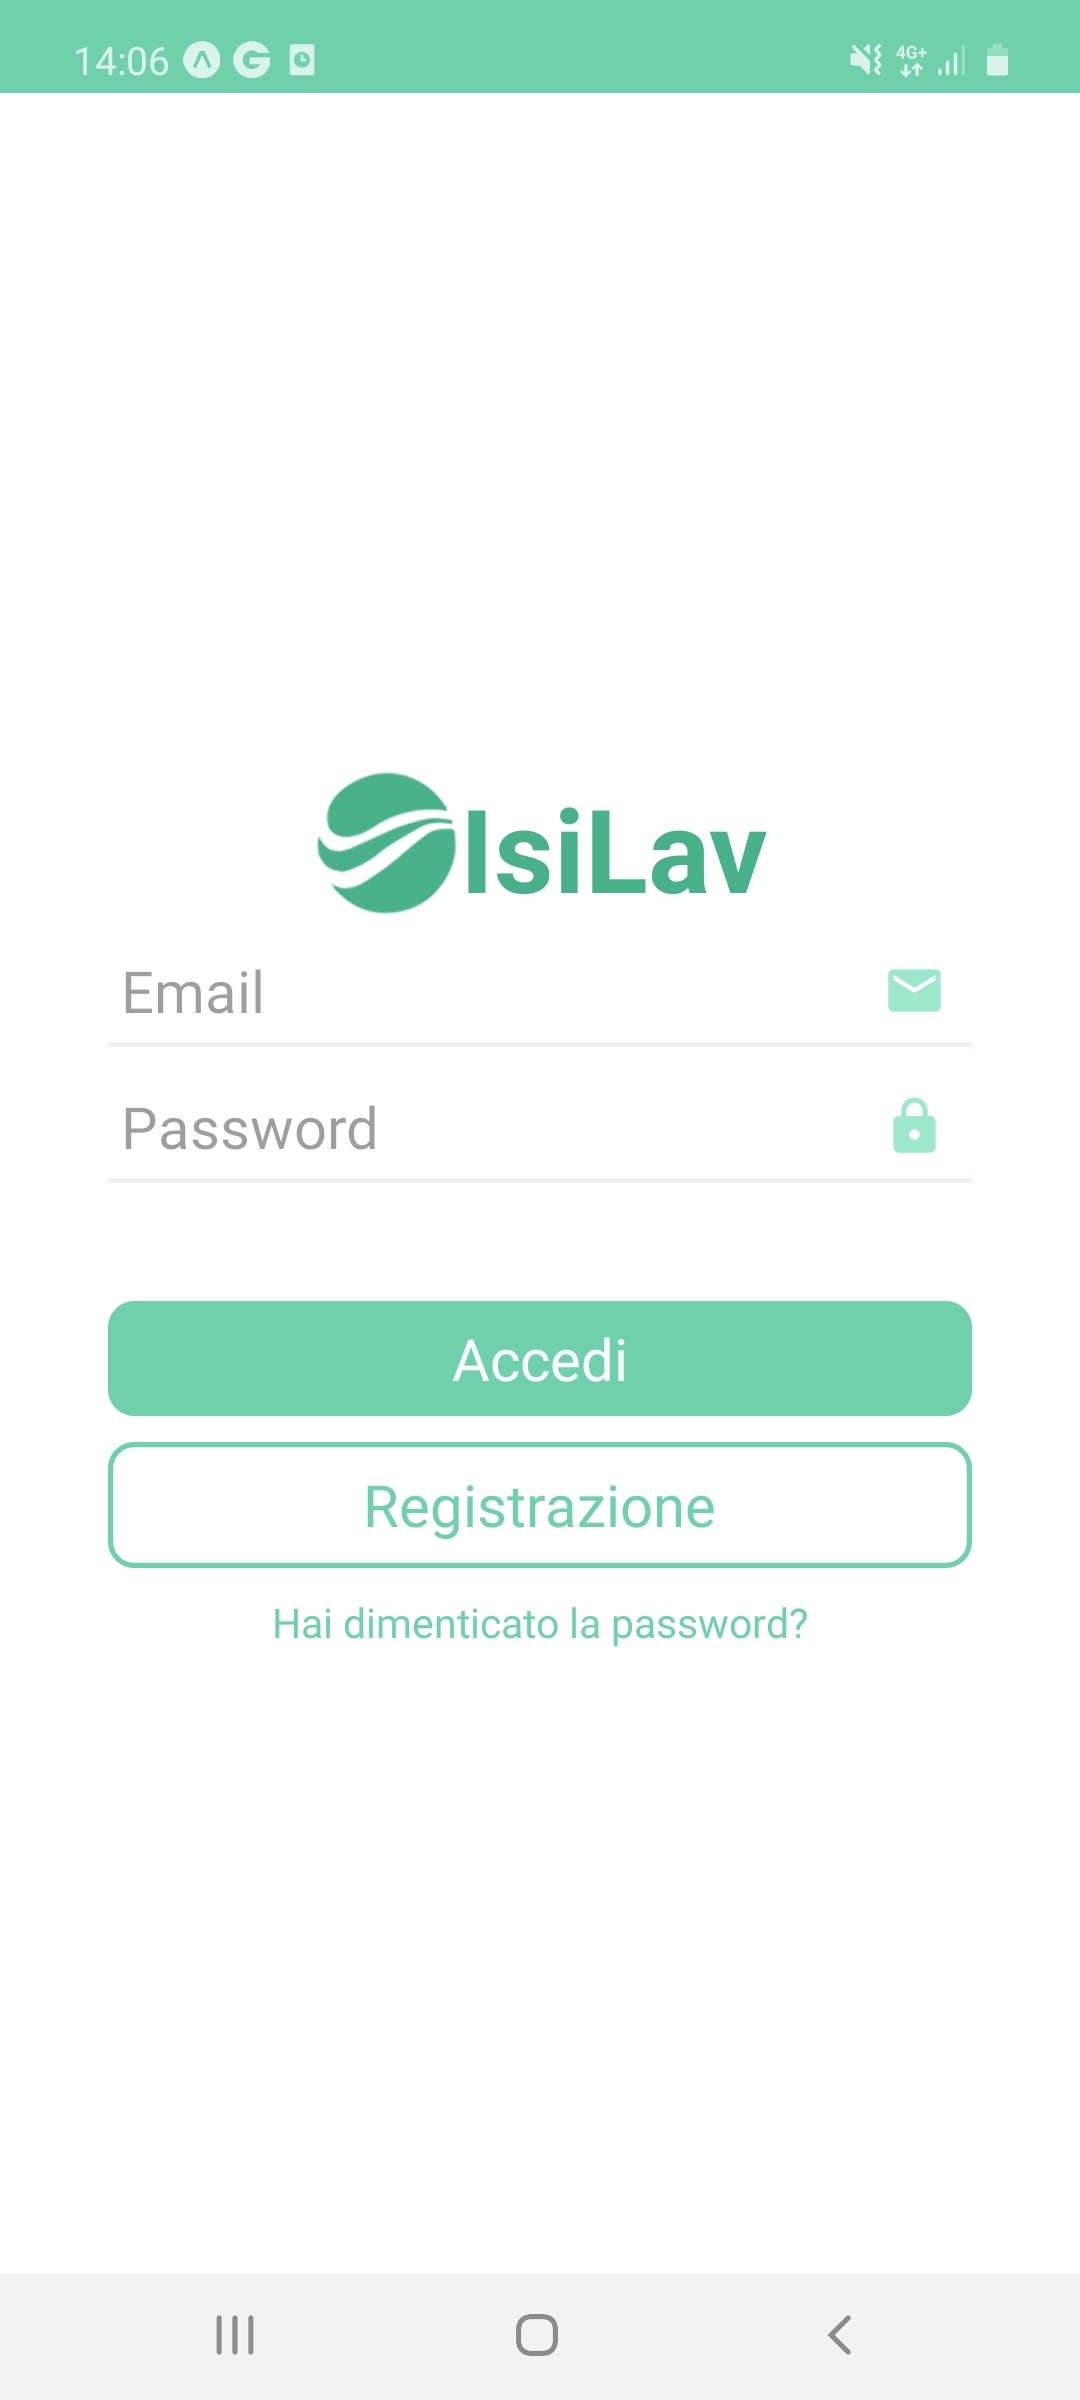 14:06 4G+
IsiLav
Email
Password
Accedi
Registrazione
Hai dimenticato la password?